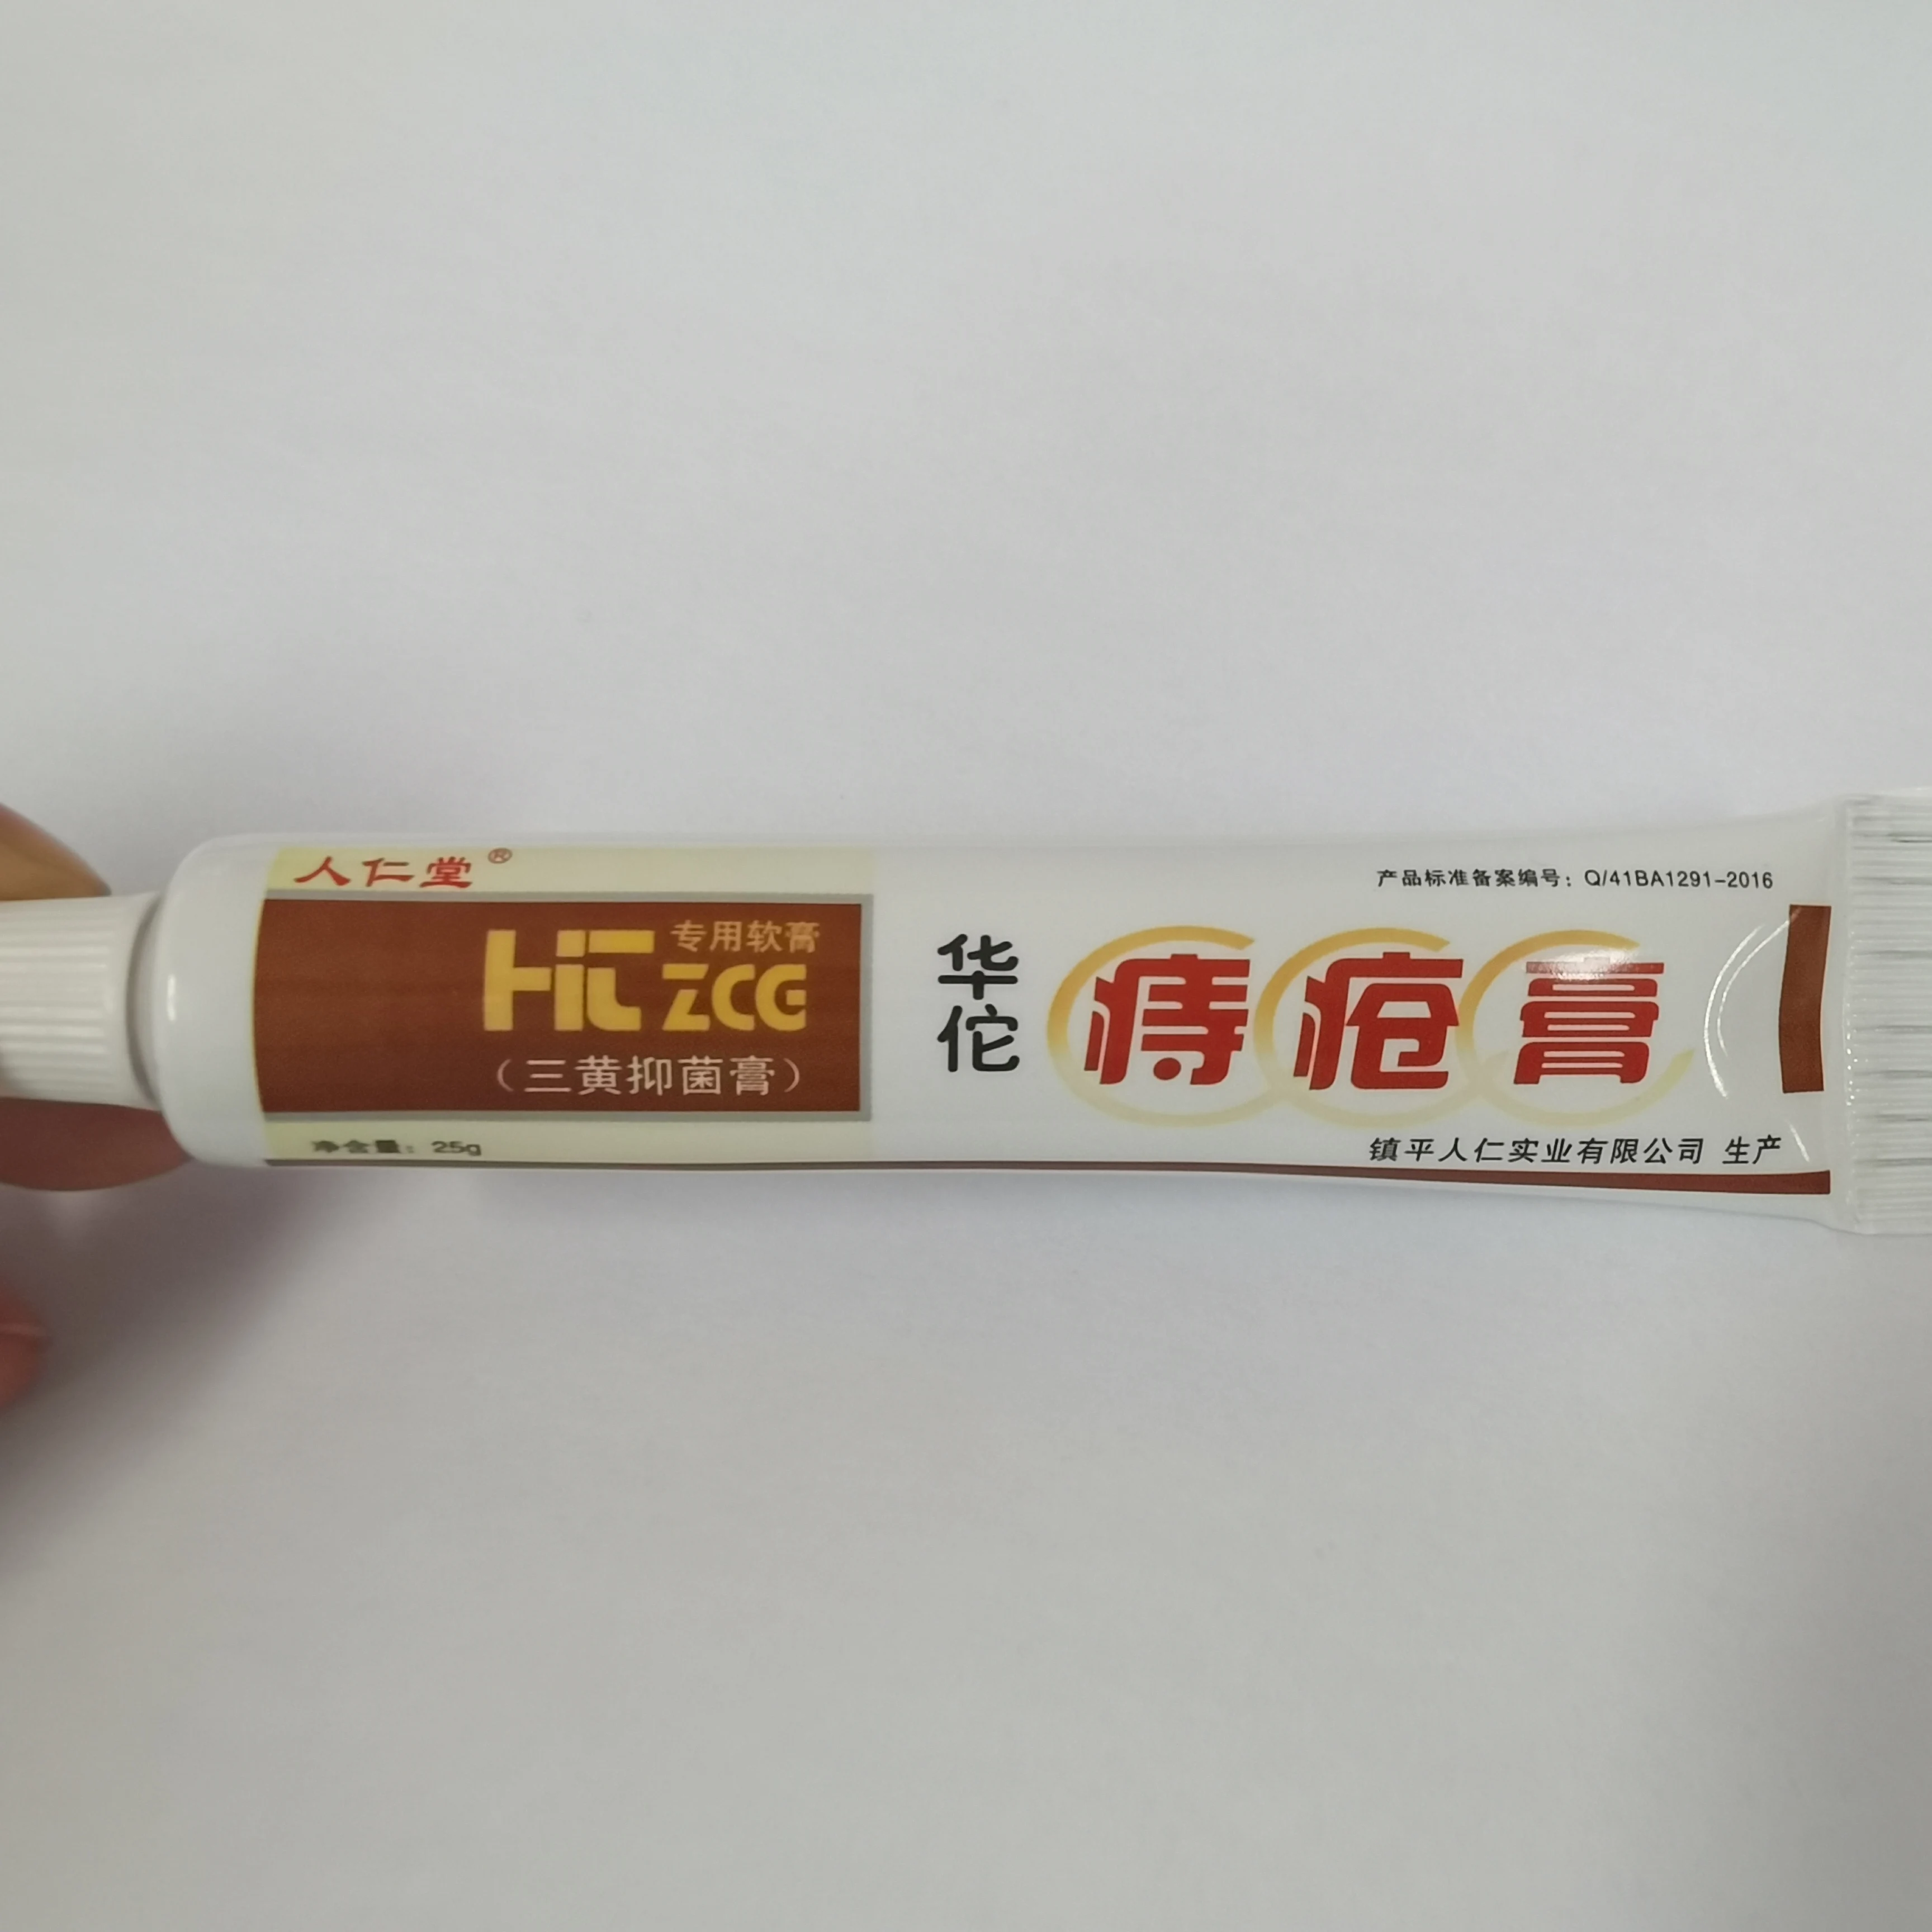 人仁堂®
专用软膏
HiT ZCG
（三黄抑菌膏）
净含量：25g
产品标准备案编号：Q/41BA1291-2016
华佗
痔疮膏
镇平人仁实业有限公司 生产